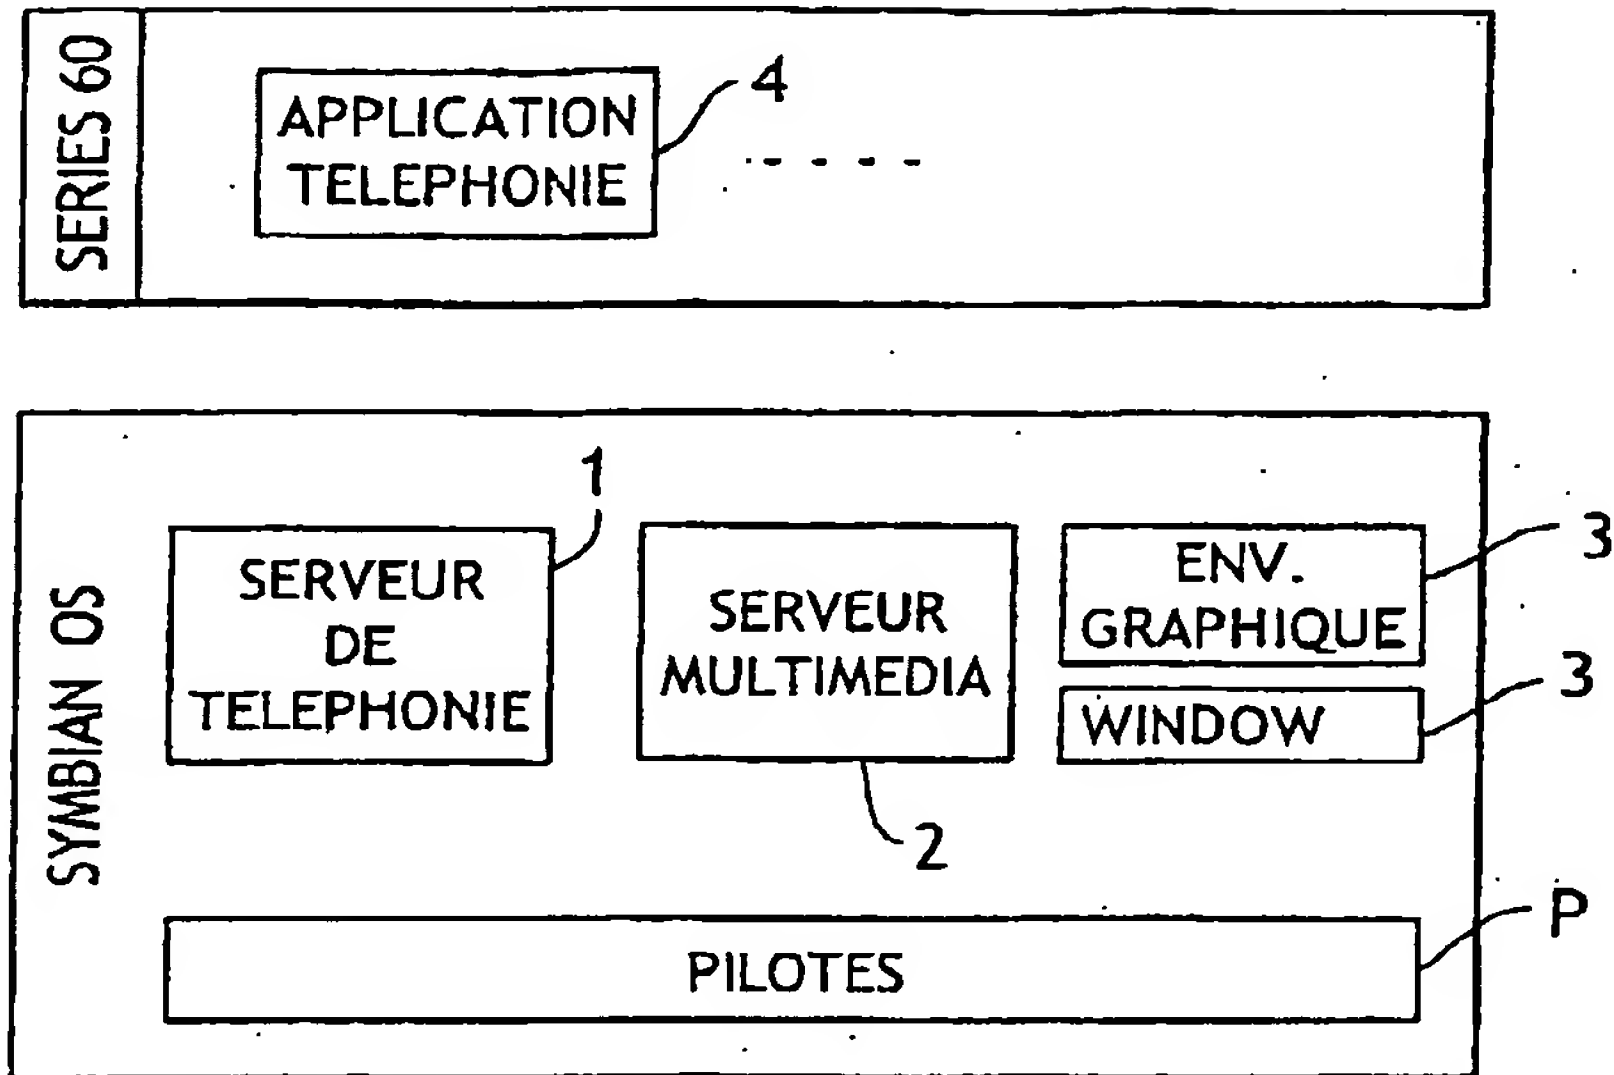 SERIES 60
APPLICATION
TELEPHONIE
4
SYMBIAN OS
1
SERVEUR
DE
TELEPHONIE
SERVEUR
MULTIMEDIA
2
ENV.
GRAPHIQUE
3
WINDOW
3
PILOTES
P